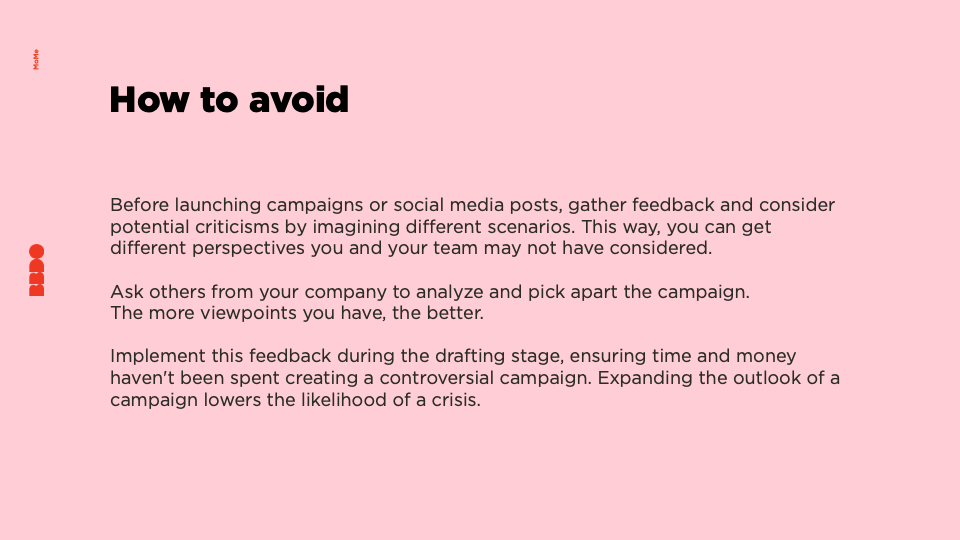 MoMe
How to avoid
Before launching campaigns or social media posts, gather feedback and consider
potential criticisms by imagining different scenarios. This way, you can get
different perspectives you and your team may not have considered.
Ask others from your company to analyze and pick apart the campaign.
The more viewpoints you have, the better.
Implement this feedback during the drafting stage, ensuring time and money
haven't been spent creating a controversial campaign. Expanding the outlook of a
campaign lowers the likelihood of a crisis.
BBDO